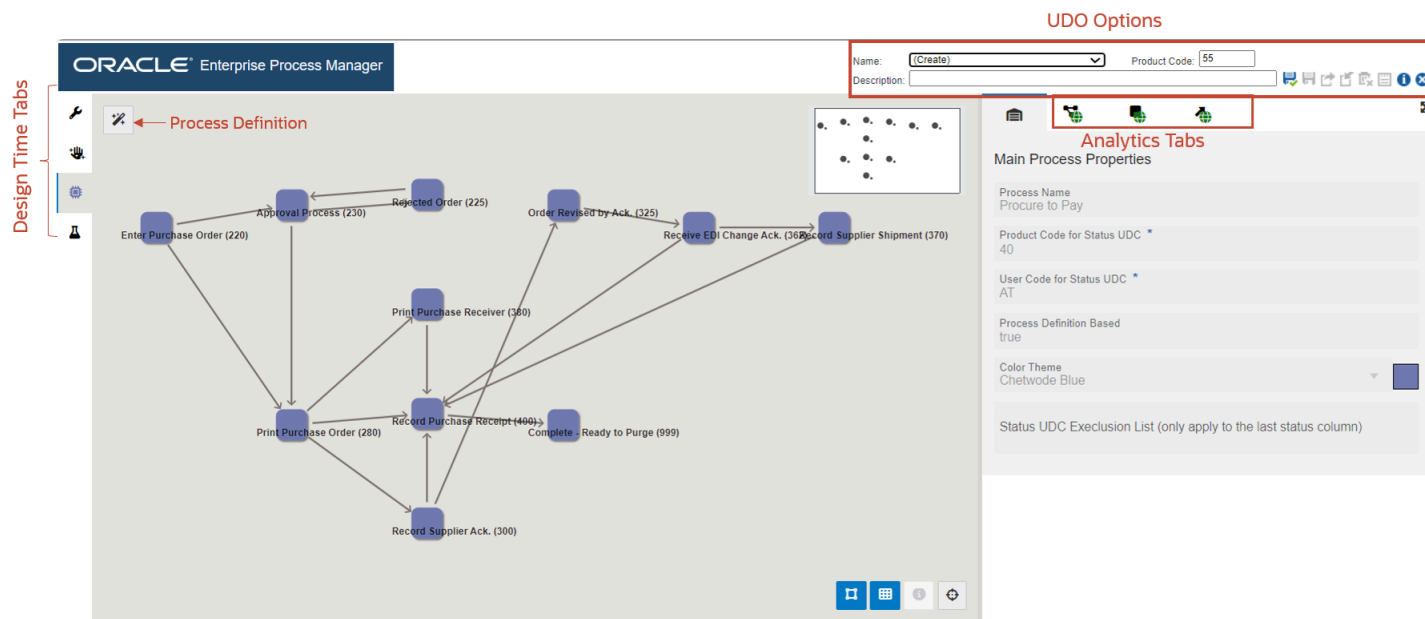 UDO Options
ORACLE® Enterprise Process Manager
Name: (Create) Product Code: 55
Description:
Design Time Tabs
Process Definition
Analytics Tabs
Main Process Properties
Process Name
Procure to Pay
Product Code for Status UDC *
40
User Code for Status UDC *
AT
Process Definition Based
true
Color Theme
Chetwode Blue
Status UDC Execlusion List (only apply to the last status column)
Rejected Order (225)
Approval Process (230)
Order Revised by Ack. (325)
Enter Purchase Order (220)
Receive EDI Change Ack. (36
Record Supplier Shipment (370)
Print Purchase Receiver (380)
Record Purchase Receipt (400)
Print Purchase Order (280)
Complete - Ready to Purge (999)
Record Supplier Ack. (300)